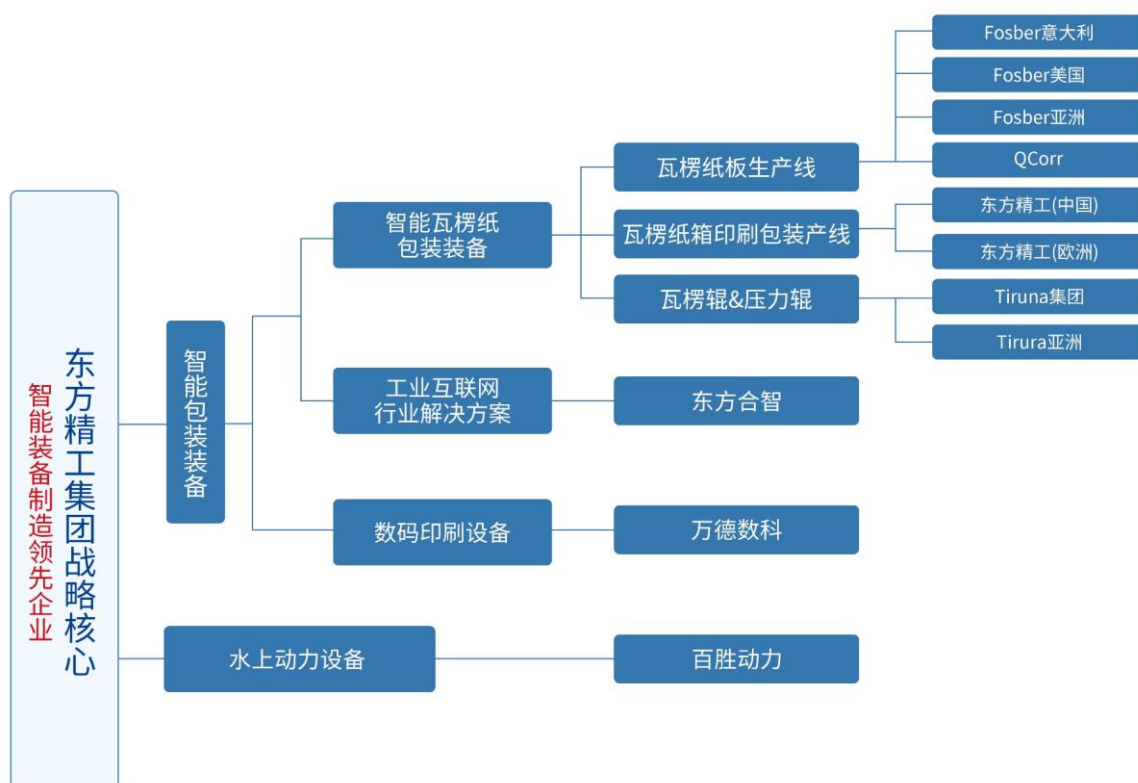 东方精工集团战略核心
智能装备制造领先企业
智能包装装备
智能瓦楞纸
包装装备
瓦楞纸板生产线
Fosber意大利
Fosber美国
Fosber亚洲
QCorr
瓦楞纸箱印刷包装产线
东方精工(中国)
东方精工(欧洲)
瓦楞辊&压力辊
Tiruna集团
Tirura亚洲
工业互联网
行业解决方案
东方合智
数码印刷设备
万德数科
水上动力设备
百胜动力